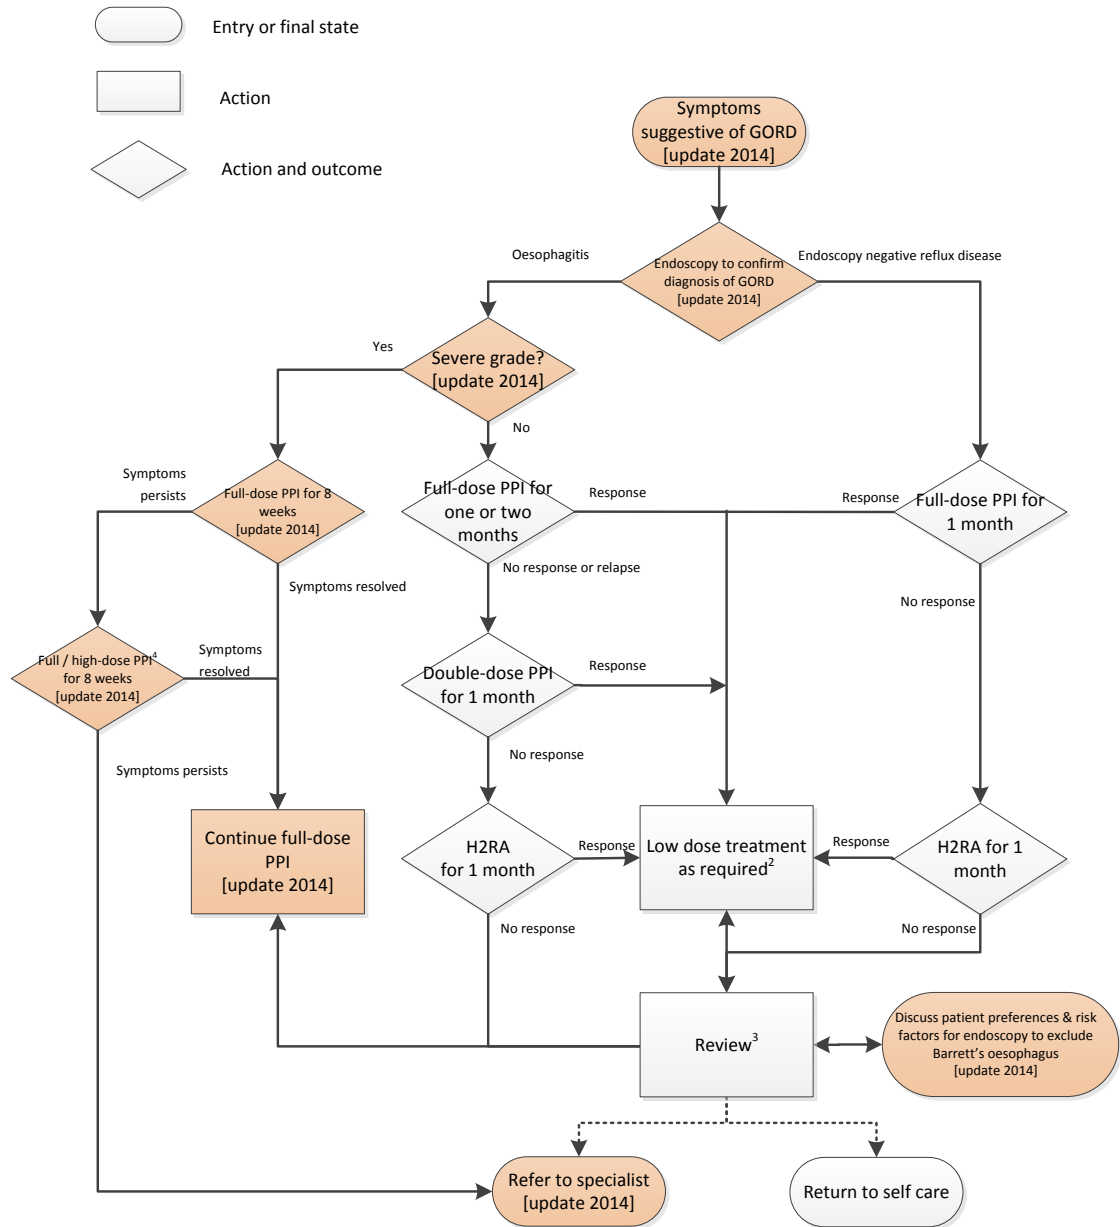 Entry or final state
Action
Action and outcome
Symptoms
suggestive of GORD
[update 2014]
Oesophagitis
Endoscopy to confirm
diagnosis of GORD
[update 2014]
Endoscopy negative reflux disease
Yes
Severe grade?
[update 2014]
No
Symptoms
persists
Full-dose PPI for 8
weeks
[update 2014]
Full-dose PPI for
one or two
months
Response
Response
Full-dose PPI for
1 month
Symptoms resolved
No response or relapse
No response
Full / high-dose PPI4
for 8 weeks
[update 2014]
Symptoms
resolved
Double-dose PPI
for 1 month
Response
Symptoms persists
No response
Continue full-dose
PPI
[update 2014]
H2RA
for 1 month
Response
Low dose treatment
as required2
Response
H2RA for 1
month
No response
No response
Review3
Discuss patient preferences & risk
factors for endoscopy to exclude
Barrett’s oesophagus
[update 2014]
Refer to specialist
[update 2014]
Return to self care